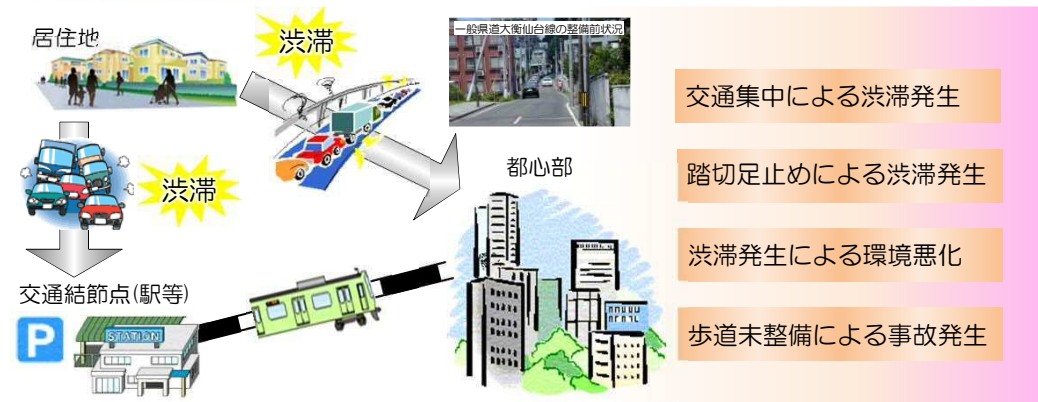 居住地
渋滞
一般県道大衡仙台線の整備前状況
渋滞
都心部
交通結節点(駅等)
P
STATION
交通集中による渋滞発生
踏切足止めによる渋滞発生
渋滞発生による環境悪化
歩道未整備による事故発生